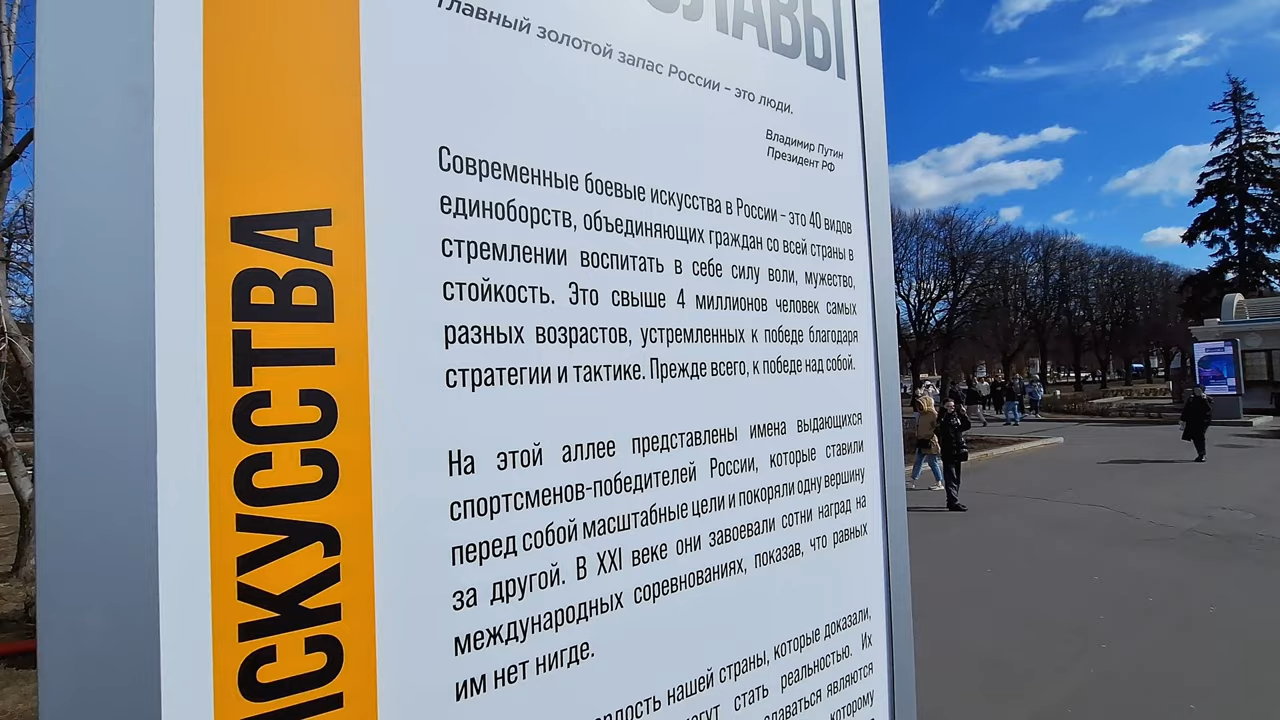 СЛАВЫ
Главный золотой запас России – это люди.
Владимир Путин
Президент РФ
Современные боевые искусства в России – это 40 видов
единоборств, объединяющих граждан со всей страны в
стремлении воспитать в себе силу воли, мужество,
стойкость. Это свыше 4 миллионов человек самых
разных возрастов, устремленных к победе благодаря
стратегии и тактике. Прежде всего, к победе над собой.
На этой аллее представлены имена выдающихся
спортсменов-победителей России, которые ставили
перед собой масштабные цели и покоряли одну вершину
за другой. В XXI веке они завоевали сотни наград на
международных соревнованиях, показав, что равных
им нет нигде.
нашей страны, которые доказали,
стать реальностью. Их
являются
которому
ИСКУССТВА